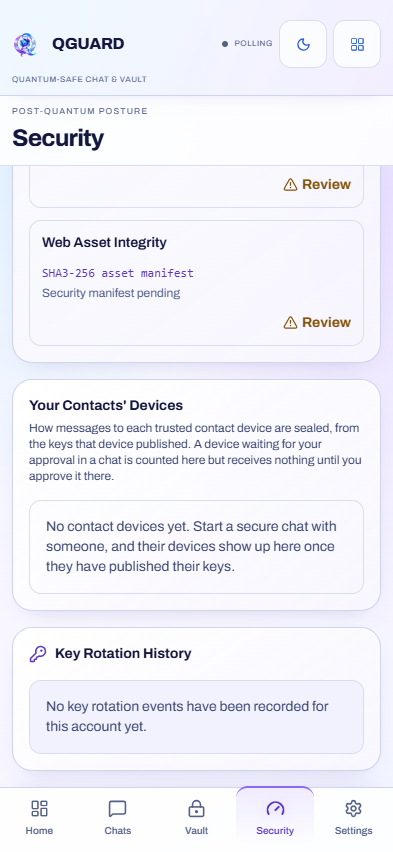 QGUARD
POLLING
QUANTUM-SAFE CHAT & VAULT
POST-QUANTUM POSTURE
Security
Review
Web Asset Integrity
SHA3-256 asset manifest
Security manifest pending
Review
Your Contacts' Devices
How messages to each trusted contact device are sealed, from
the keys that device published. A device waiting for your
approval in a chat is counted here but receives nothing until you
approve it there.
No contact devices yet. Start a secure chat with
someone, and their devices show up here once
they have published their keys.
Key Rotation History
No key rotation events have been recorded for
this account yet.
Home
Chats
Vault
Security
Settings